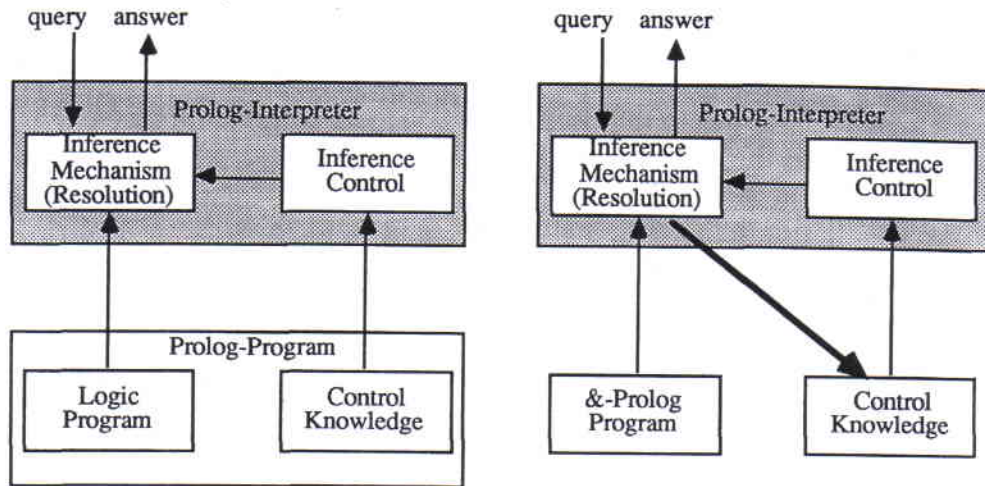 query answer
Prolog-Interpreter
Inference
Mechanism
(Resolution)
Inference
Control
Prolog-Program
Logic
Program
Control
Knowledge
query answer
Prolog-Interpreter
Inference
Mechanism
(Resolution)
Inference
Control
&-Prolog
Program
Control
Knowledge